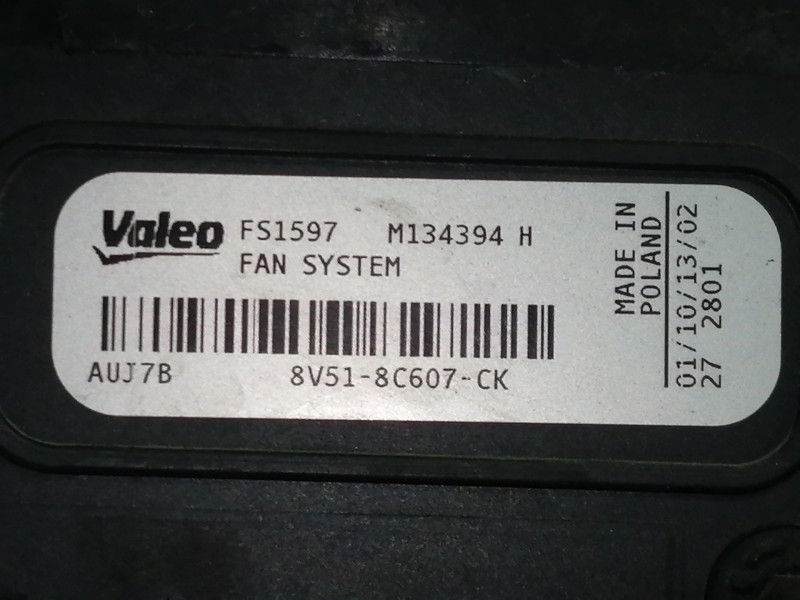 Valeo FS1597 M134394 H
FAN SYSTEM
AUJ7B 8V51-8C607-CK
MADE IN
POLAND
01/10/13/02
27 2801